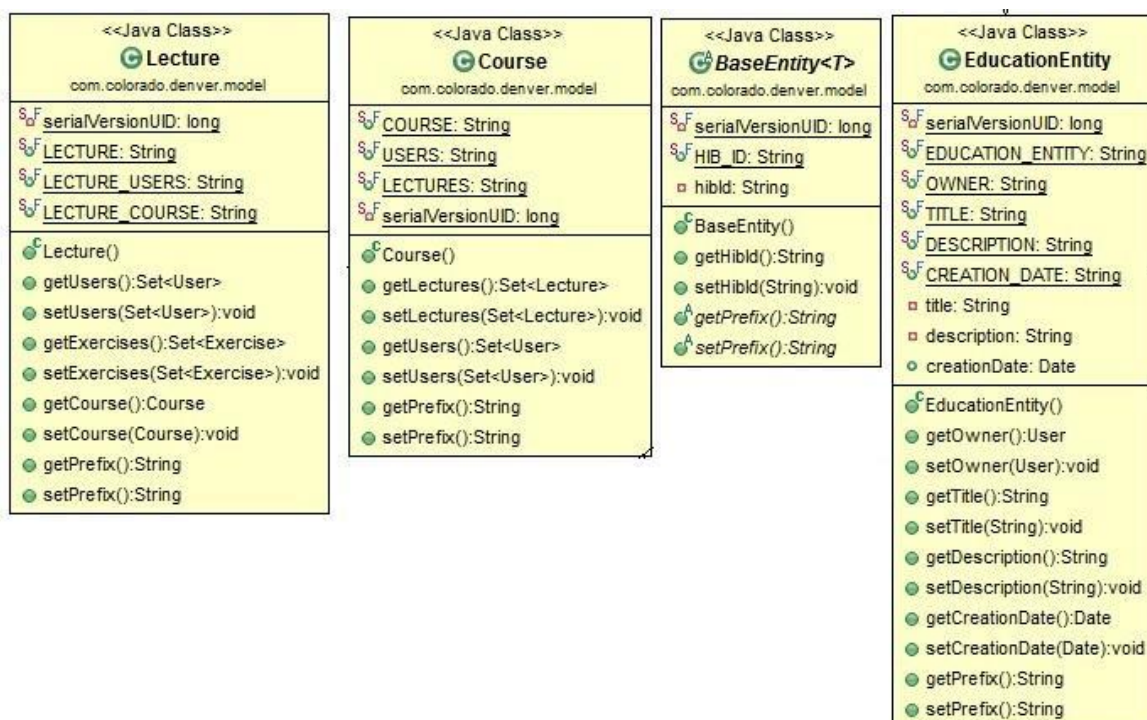 <<Java Class>>
Lecture
com.colorado.denver.model
serialVersionUID: long
LECTURE: String
LECTURE_USERS: String
LECTURE_COURSE: String
Lecture()
getUsers():Set<User>
setUsers(Set<User>):void
getExercises():Set<Exercise>
setExercises(Set<Exercise>):void
getCourse():Course
setCourse(Course):void
getPrefix():String
setPrefix():String
<<Java Class>>
Course
com.colorado.denver.model
COURSE: String
USERS: String
LECTURES: String
serialVersionUID: long
Course()
getLectures():Set<Lecture>
setLectures(Set<Lecture>):void
getUsers():Set<User>
setUsers(Set<User>):void
getPrefix():String
setPrefix():String
<<Java Class>>
BaseEntity<T>
com.colorado.denver.model
serialVersionUID: long
HIB_ID: String
hibId: String
BaseEntity()
getHibId():String
setHibId(String):void
getPrefix():String
setPrefix():String
<<Java Class>>
EducationEntity
com.colorado.denver.model
serialVersionUID: long
EDUCATION_ENTITY: String
OWNER: String
TITLE: String
DESCRIPTION: String
CREATION_DATE: String
title: String
description: String
creationDate: Date
EducationEntity()
getOwner():User
setOwner(User):void
getTitle():String
setTitle(String):void
getDescription():String
setDescription(String):void
getCreationDate():Date
setCreationDate(Date):void
getPrefix():String
setPrefix():String